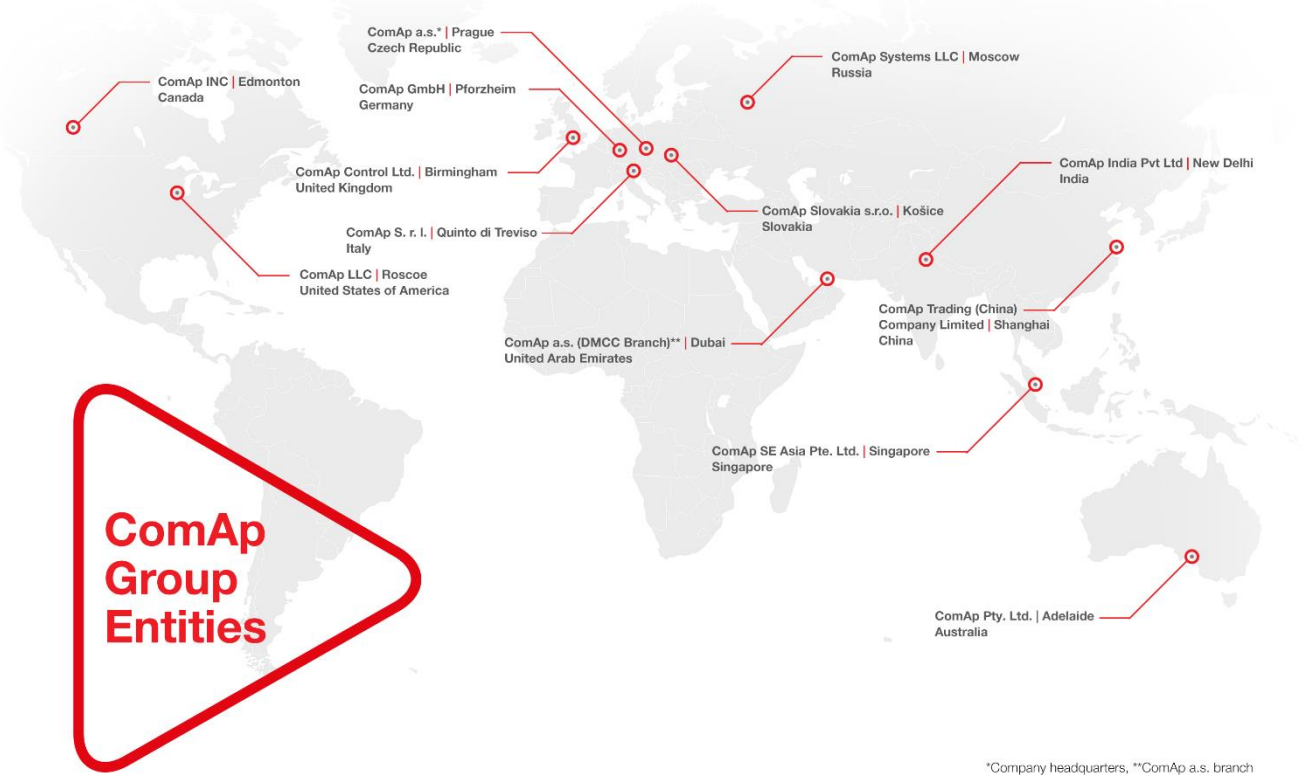 ComAp a.s.* | Prague
Czech Republic
ComAp Systems LLC | Moscow
Russia
ComAp INC | Edmonton
Canada
ComAp GmbH | Pforzheim
Germany
ComAp Control Ltd. | Birmingham
United Kingdom
ComAp India Pvt Ltd | New Delhi
India
ComAp Slovakia s.r.o. | Košice
Slovakia
ComAp S. r. l. | Quinto di Treviso
Italy
ComAp LLC | Roscoe
United States of America
ComAp Trading (China)
Company Limited | Shanghai
China
ComAp a.s. (DMCC Branch)** | Dubai
United Arab Emirates
ComAp SE Asia Pte. Ltd. | Singapore
Singapore
ComAp
Group
Entities
ComAp Pty. Ltd. | Adelaide
Australia
*Company headquarters, **ComAp a.s. branch